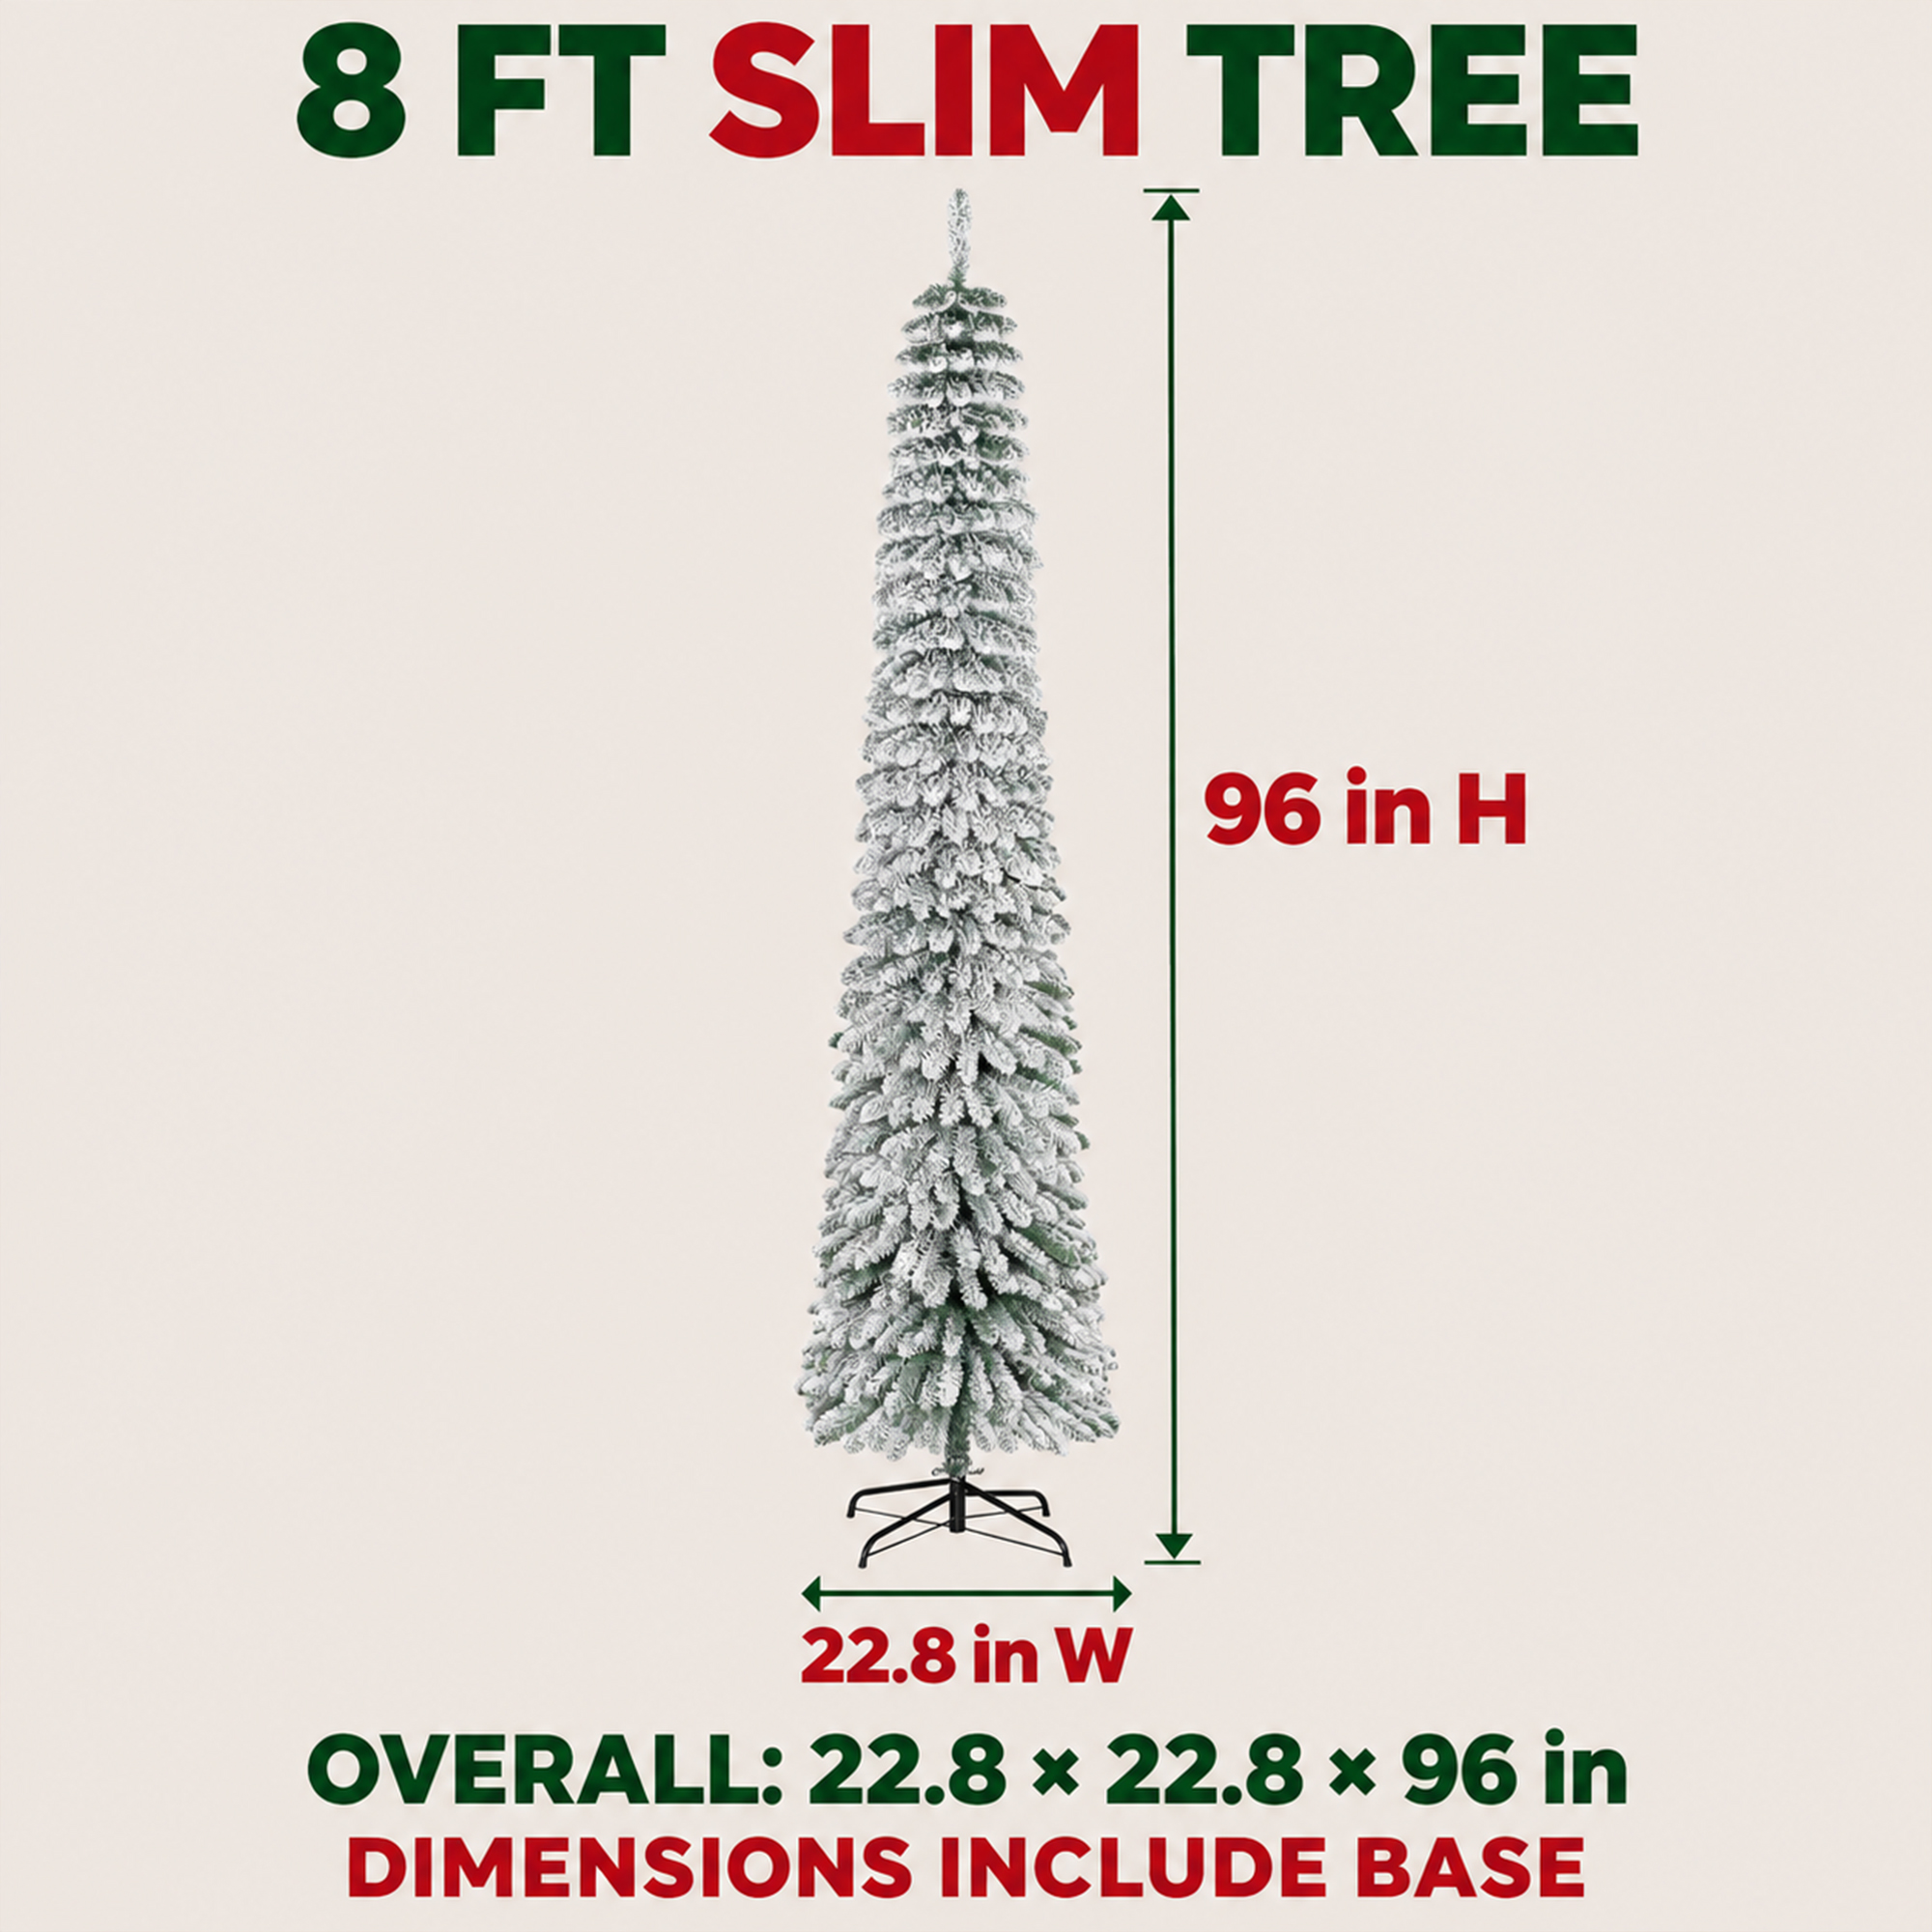 8 FT SLIM TREE
96 in H
22.8 in W
OVERALL: 22.8 × 22.8 × 96 in
DIMENSIONS INCLUDE BASE